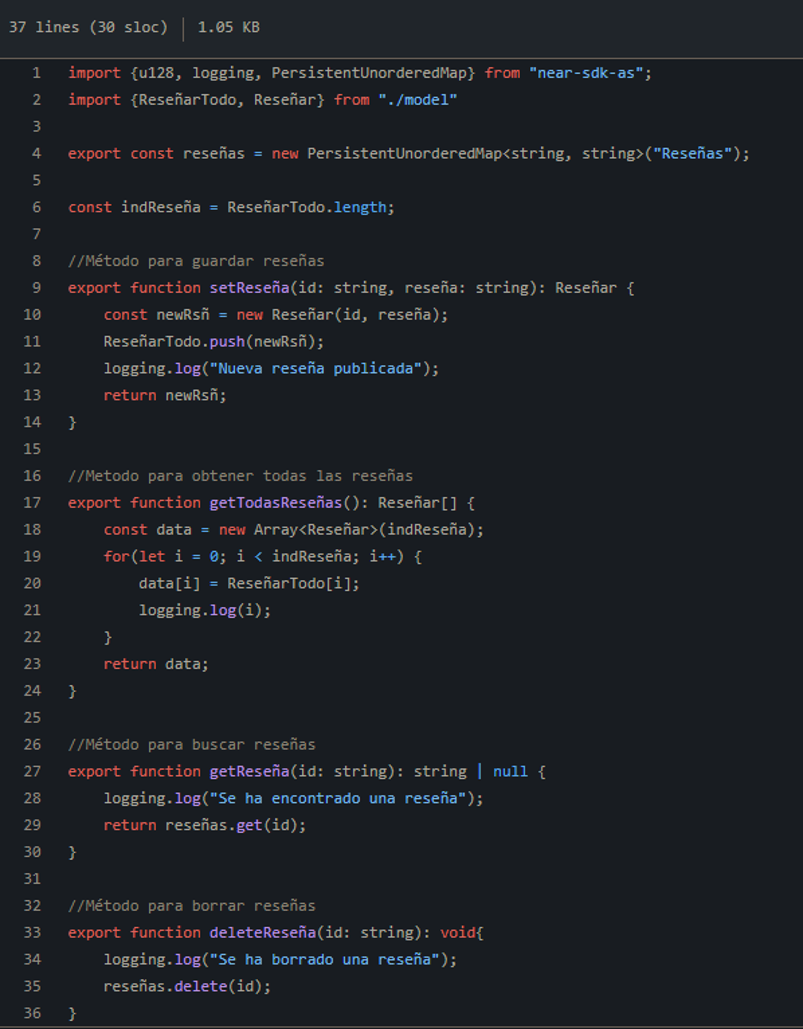 37 lines (30 sloc) | 1.05 KB
1 import {u128, logging, PersistentUnorderedMap} from "near-sdk-as";
2 import {ReseñarTodo, Reseñar} from "./model"
3
4 export const reseñas = new PersistentUnorderedMap<string, string>("Reseñas");
5
6 const indReseña = ReseñarTodo.length;
7
8 //Método para guardar reseñas
9 export function setReseña(id: string, reseña: string): Reseñar {
10     const newRsñ = new Reseñar(id, reseña);
11     ReseñarTodo.push(newRsñ);
12     logging.log("Nueva reseña publicada");
13     return newRsñ;
14 }
15
16 //Metodo para obtener todas las reseñas
17 export function getTodasReseñas(): Reseñar[] {
18     const data = new Array<Reseñar>(indReseña);
19     for(let i = 0; i < indReseña; i++) {
20         data[i] = ReseñarTodo[i];
21         logging.log(i);
22     }
23     return data;
24 }
25
26 //Método para buscar reseñas
27 export function getReseña(id: string): string | null {
28     logging.log("Se ha encontrado una reseña");
29     return reseñas.get(id);
30 }
31
32 //Método para borrar reseñas
33 export function deleteReseña(id: string): void{
34     logging.log("Se ha borrado una reseña");
35     reseñas.delete(id);
36 }